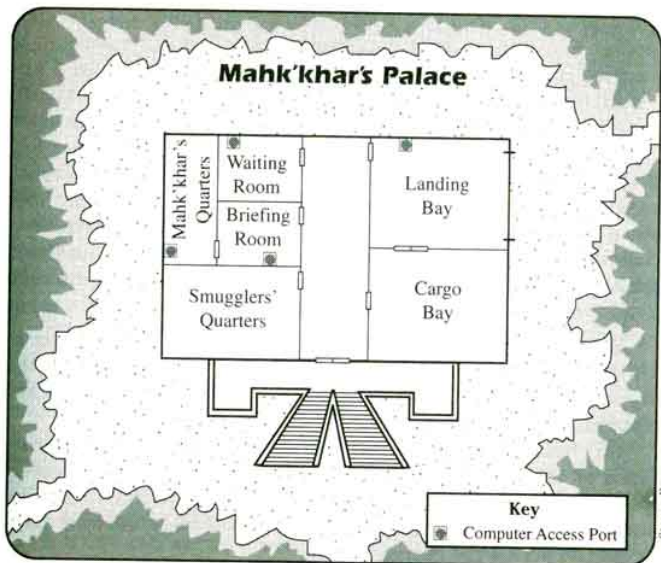 Mahk'khar's Palace
Mahk'khar's
Quarters
Waiting
Room
Briefing
Room
Smugglers'
Quarters
Landing
Bay
Cargo
Bay
Key
Computer Access Port